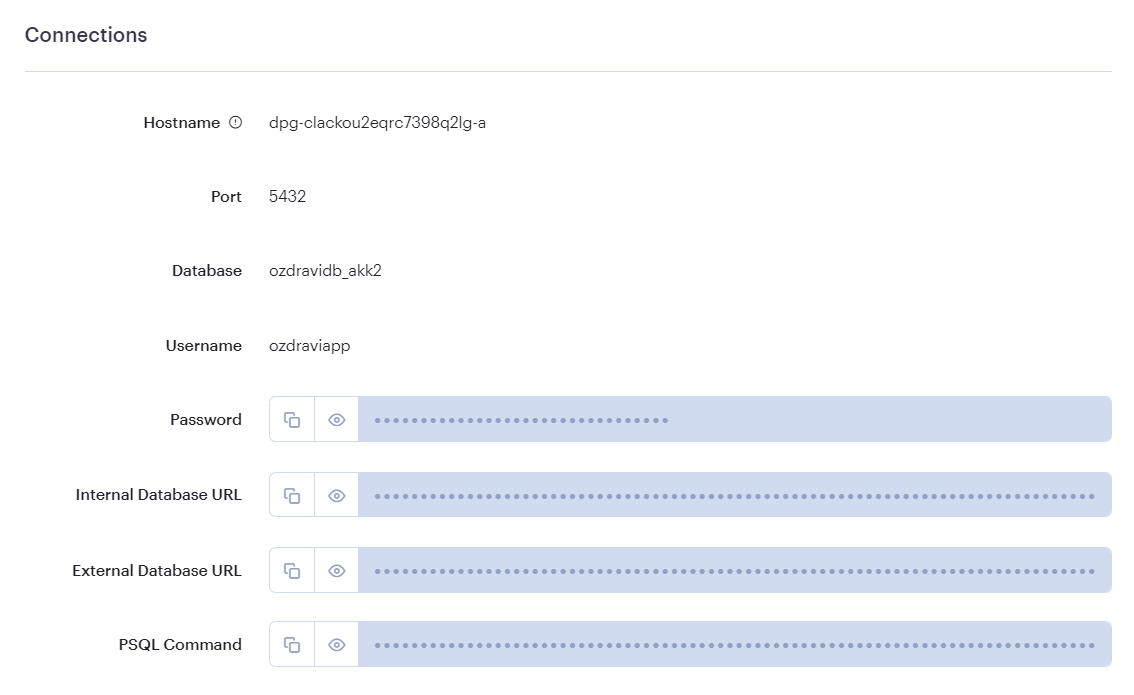 Connections
Hostname
dpg-clackou2eqrc7398q2lg-a
Port
5432
Database
ozdravidb_akk2
Username
ozdraviapp
Password
Internal Database URL
External Database URL
PSQL Command